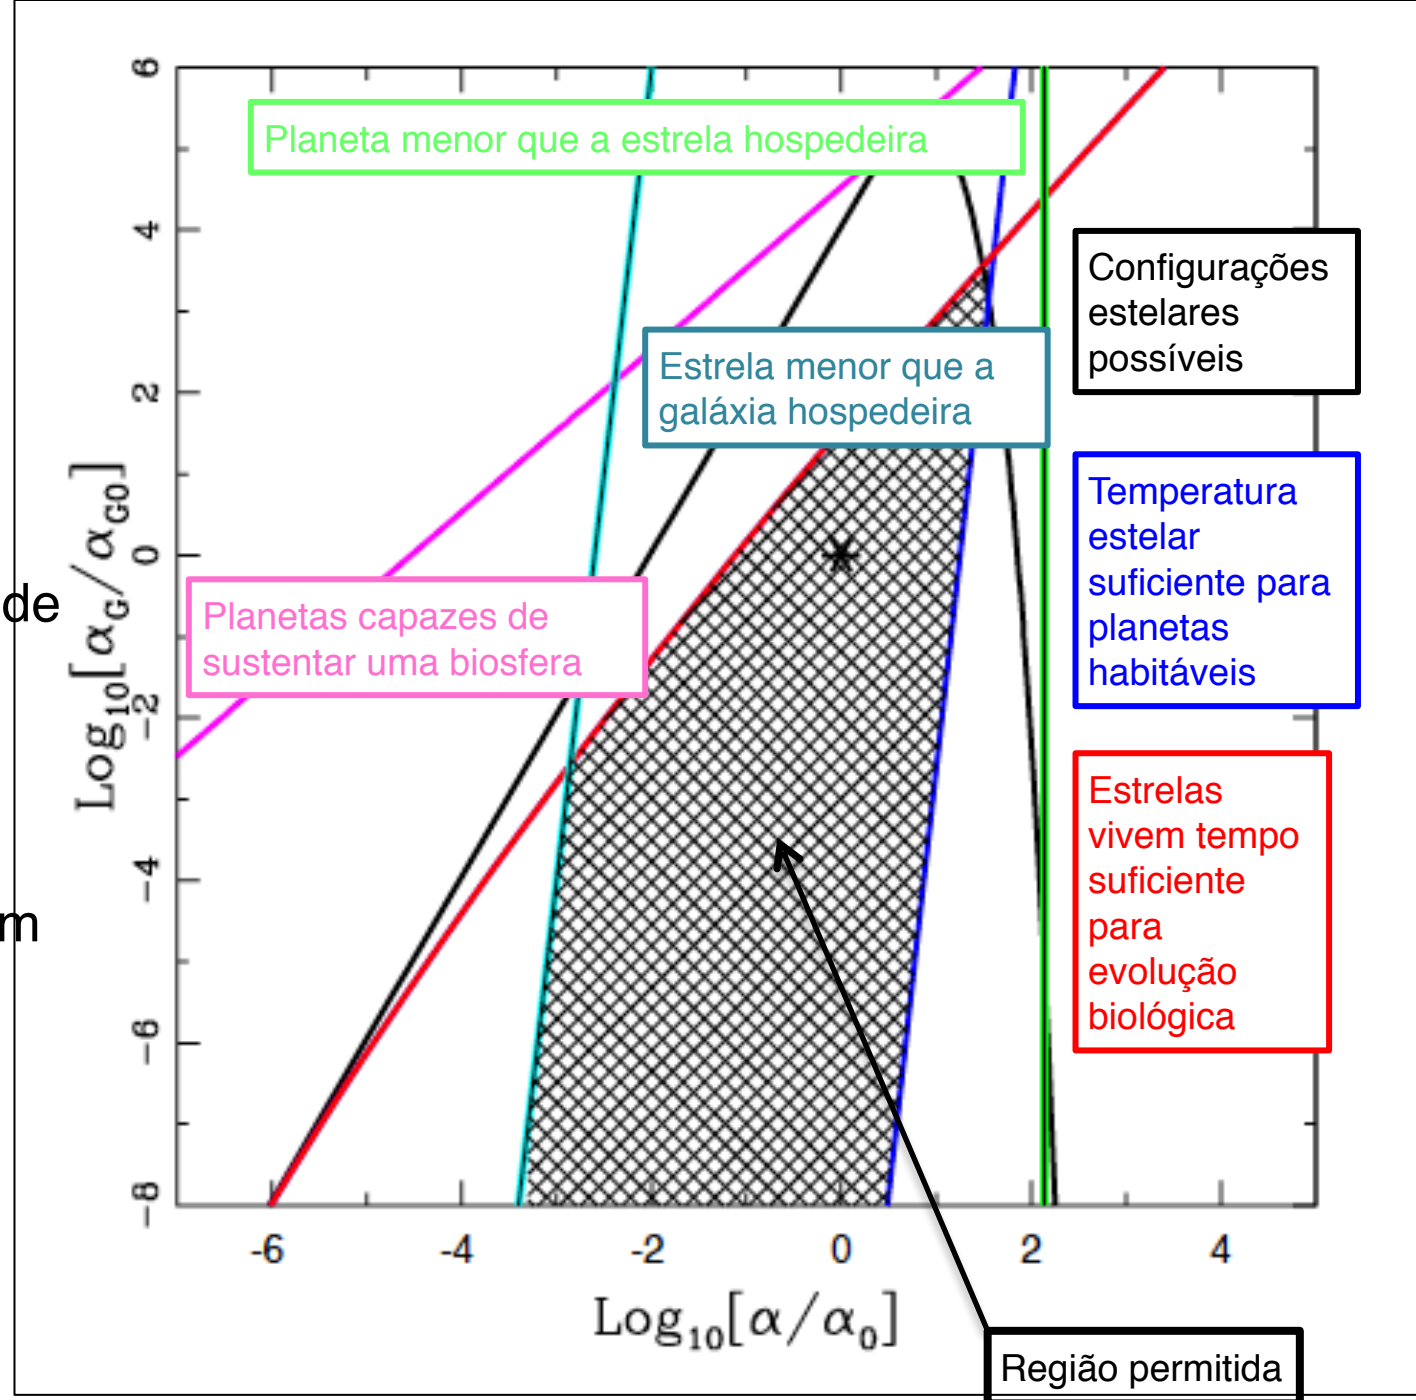 6
4
2
0
-2
-4
-6
-8
Log₁₀[α_G/α_G0]
Planeta menor que a estrela hospedeira
Configurações
estelares
possíveis
Estrela menor que a
galáxia hospedeira
Temperatura
estelar
suficiente para
planetas
habitáveis
de
Planetas capazes de
sustentar uma biosfera
Estrelas
vivem tempo
suficiente
para
evolução
biológica
m
-6 -4 -2 0 2 4
Log₁₀[α/α₀]
Região permitida